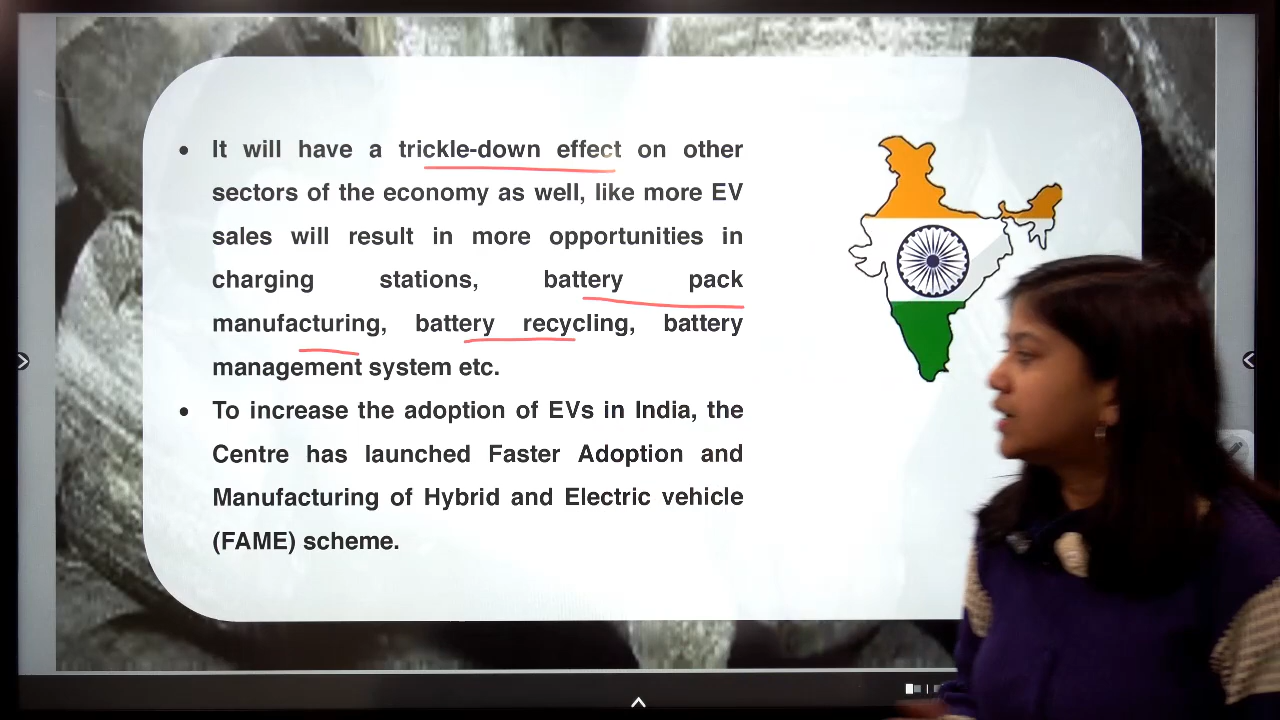 • It will have a trickle-down effect on other
sectors of the economy as well, like more EV
sales will result in more opportunities in
charging stations, battery pack
manufacturing, battery recycling, battery
management system etc.
• To increase the adoption of EVs in India, the
Centre has launched Faster Adoption and
Manufacturing of Hybrid and Electric vehicle
(FAME) scheme.